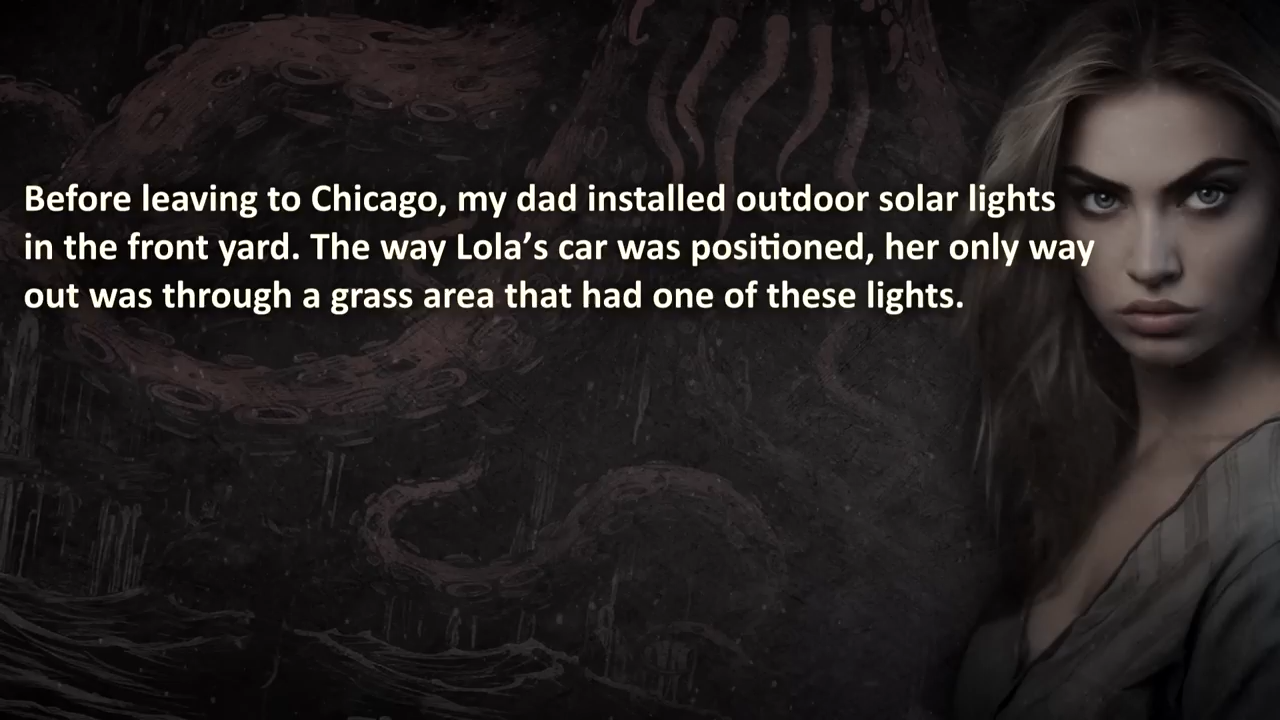 Before leaving to Chicago, my dad installed outdoor solar lights
in the front yard. The way Lola’s car was positioned, her only way
out was through a grass area that had one of these lights.